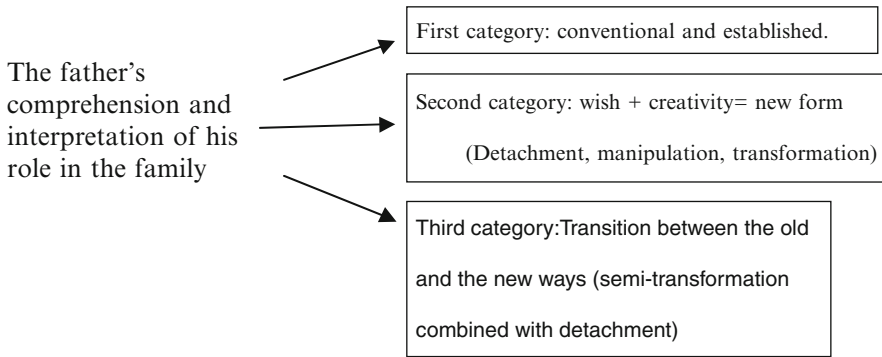 The father’s
comprehension and
interpretation of his
role in the family
First category: conventional and established.
Second category: wish + creativity= new form
(Detachment, manipulation, transformation)
Third category:Transition between the old
and the new ways (semi-transformation
combined with detachment)